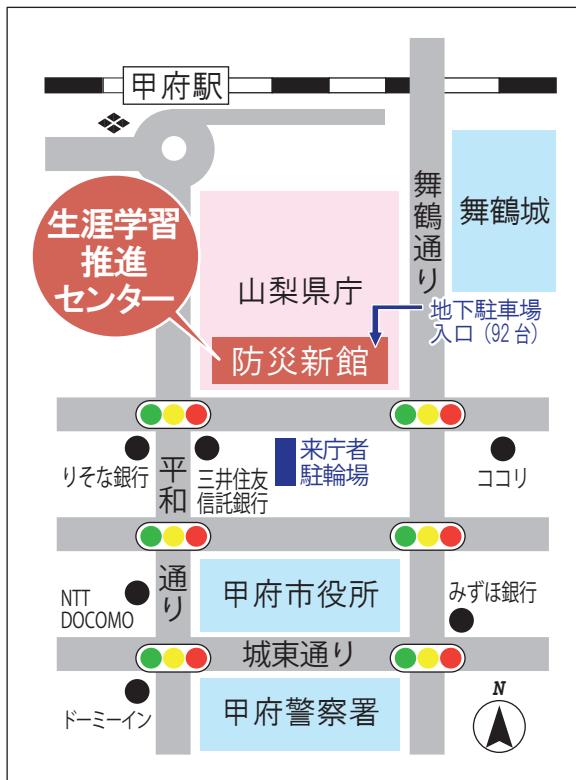 甲府駅
舞鶴通り
舞鶴城
生涯学習
推進
センター
山梨県庁
地下駐車場
入口（92台）
防災新館
りそな銀行
平和
通り
三井住友
信託銀行
来庁者
駐輪場
ココリ
NTT
DOCOMO
甲府市役所
みずほ銀行
城東通り
ドーミーイン
甲府警察署
N